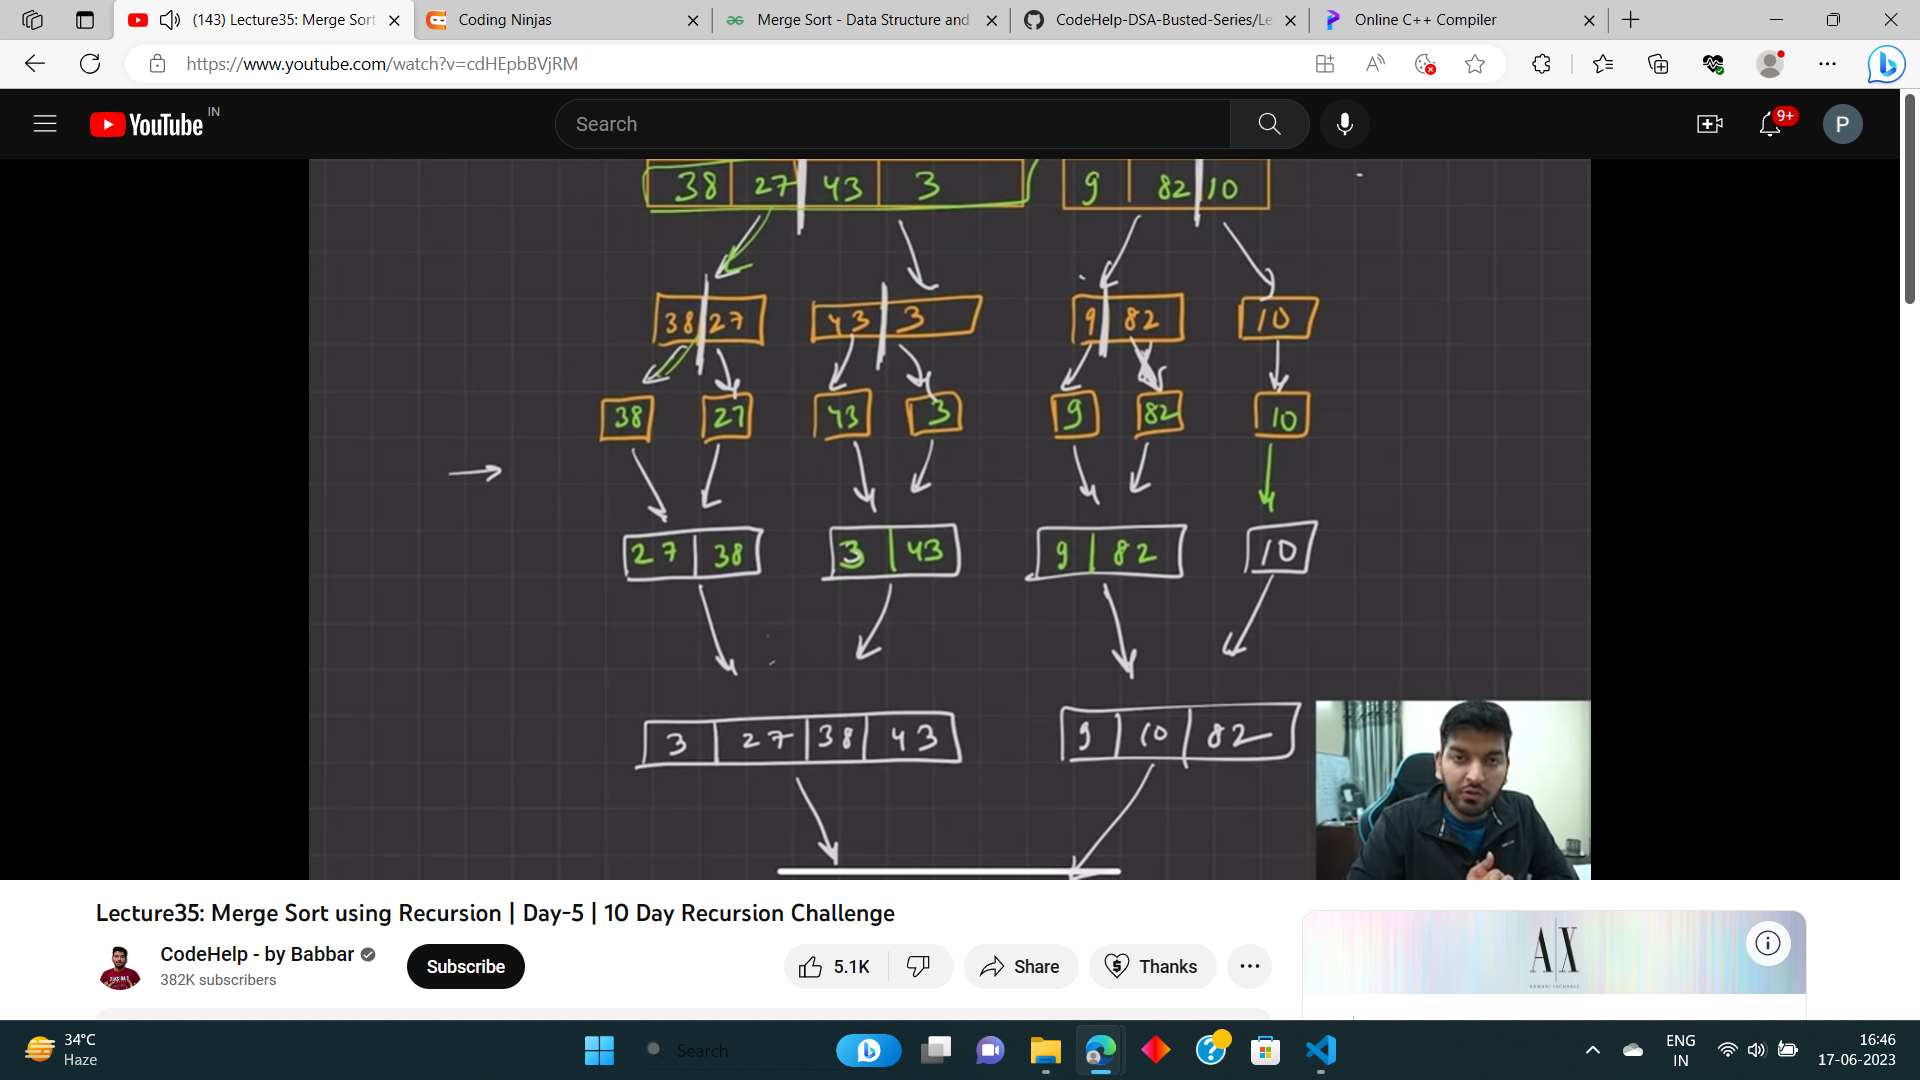 (143) Lecture35: Merge Sort
Coding Ninjas
Merge Sort - Data Structure and
CodeHelp-DSA-Busted-Series/Le
Online C++ Compiler
https://www.youtube.com/watch?v=cdHEpbBVjRM
YouTube IN
Search
9+
P
38 27 43 3 9 82 10
38 27 43 3 9 82 10
38 27 43 3 9 82 10
27 38 3 43 9 82 10
3 27 38 43 9 10 82
Lecture35: Merge Sort using Recursion | Day-5 | 10 Day Recursion Challenge
CodeHelp - by Babbar
382K subscribers
Subscribe
5.1K
Share
Thanks
A|X
ARMANI EXCHANGE
34°C
Haze
Search
ENG
IN
16:46
17-06-2023